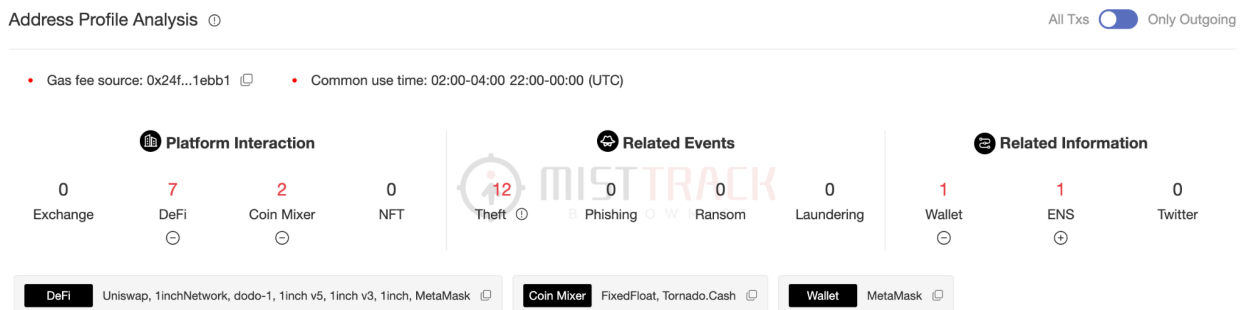 Address Profile Analysis
All Txs Only Outgoing
• Gas fee source: 0x24f...1ebb1 • Common use time: 02:00-04:00 22:00-00:00 (UTC)
Platform Interaction
0 7 2 0
Exchange DeFi Coin Mixer NFT
Related Events
12 0 0 0
Theft Phishing Ransom Laundering
Related Information
1 1 0
Wallet ENS Twitter
MISTTRACK
DeFi Uniswap, 1inchNetwork, dodo-1, 1inch v5, 1inch v3, 1inch, MetaMask
Coin Mixer FixedFloat, Tornado.Cash
Wallet MetaMask